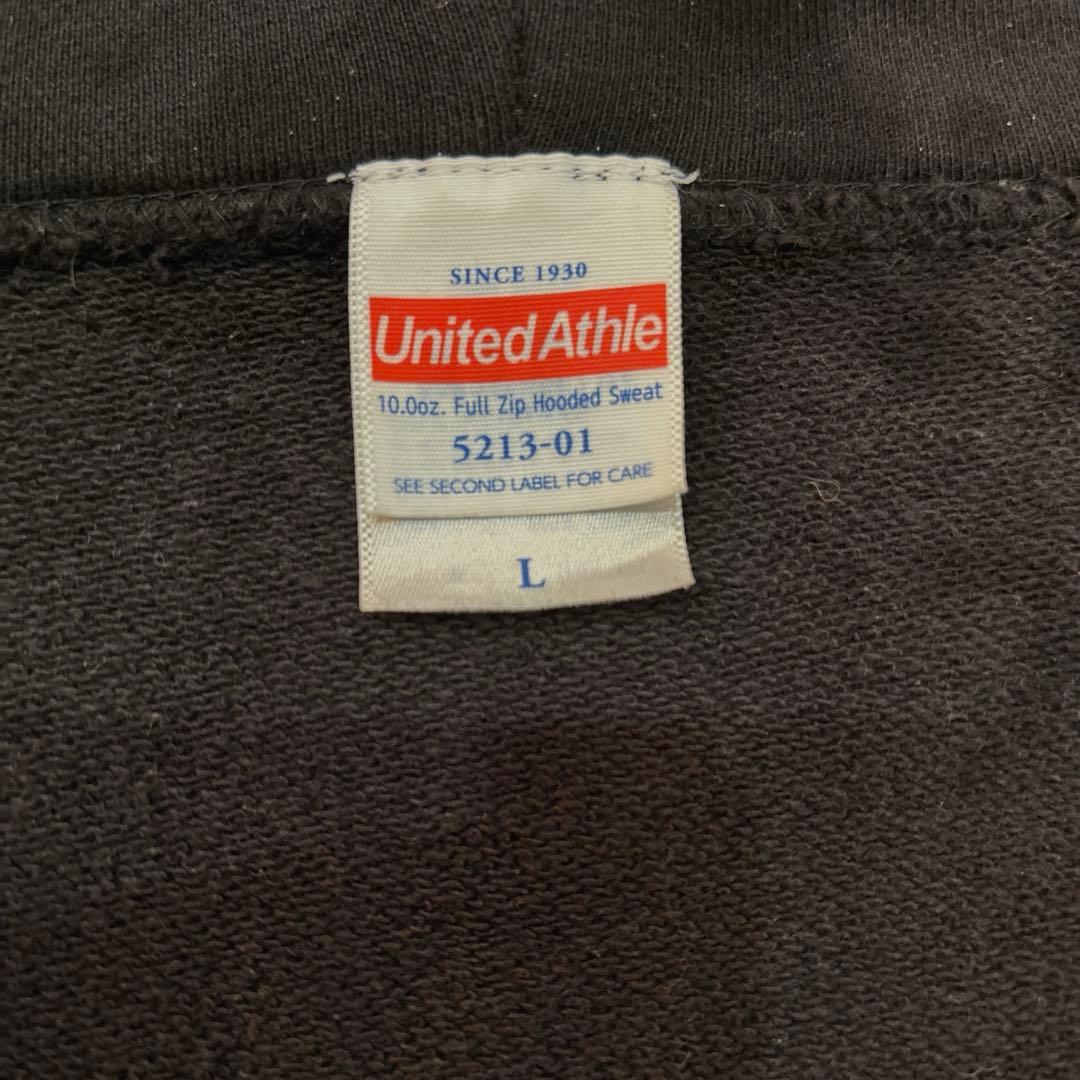 SINCE 1930
United Athle
10.0oz. Full Zip Hooded Sweat
5213-01
SEE SECOND LABEL FOR CARE
L